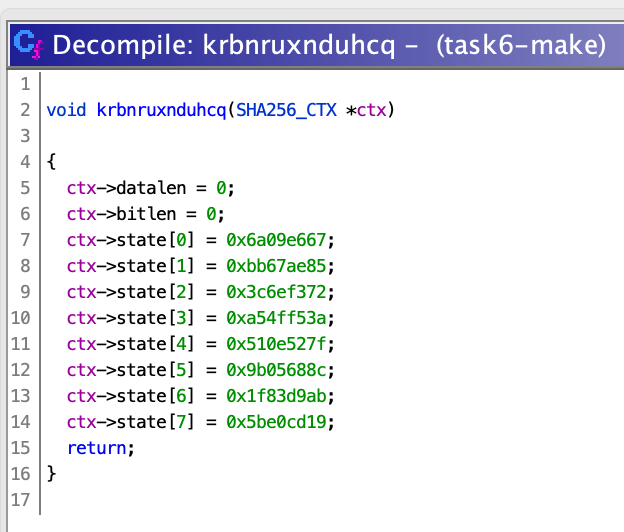 Decompile: krbnruxnduhcq - (task6-make)
1
2 void krbnruxnduhcq(SHA256_CTX *ctx)
3
4 {
5 ctx->datalen = 0;
6 ctx->bitlen = 0;
7 ctx->state[0] = 0x6a09e667;
8 ctx->state[1] = 0xbb67ae85;
9 ctx->state[2] = 0x3c6ef372;
10 ctx->state[3] = 0xa54ff53a;
11 ctx->state[4] = 0x510e527f;
12 ctx->state[5] = 0x9b05688c;
13 ctx->state[6] = 0x1f83d9ab;
14 ctx->state[7] = 0x5be0cd19;
15 return;
16 }
17